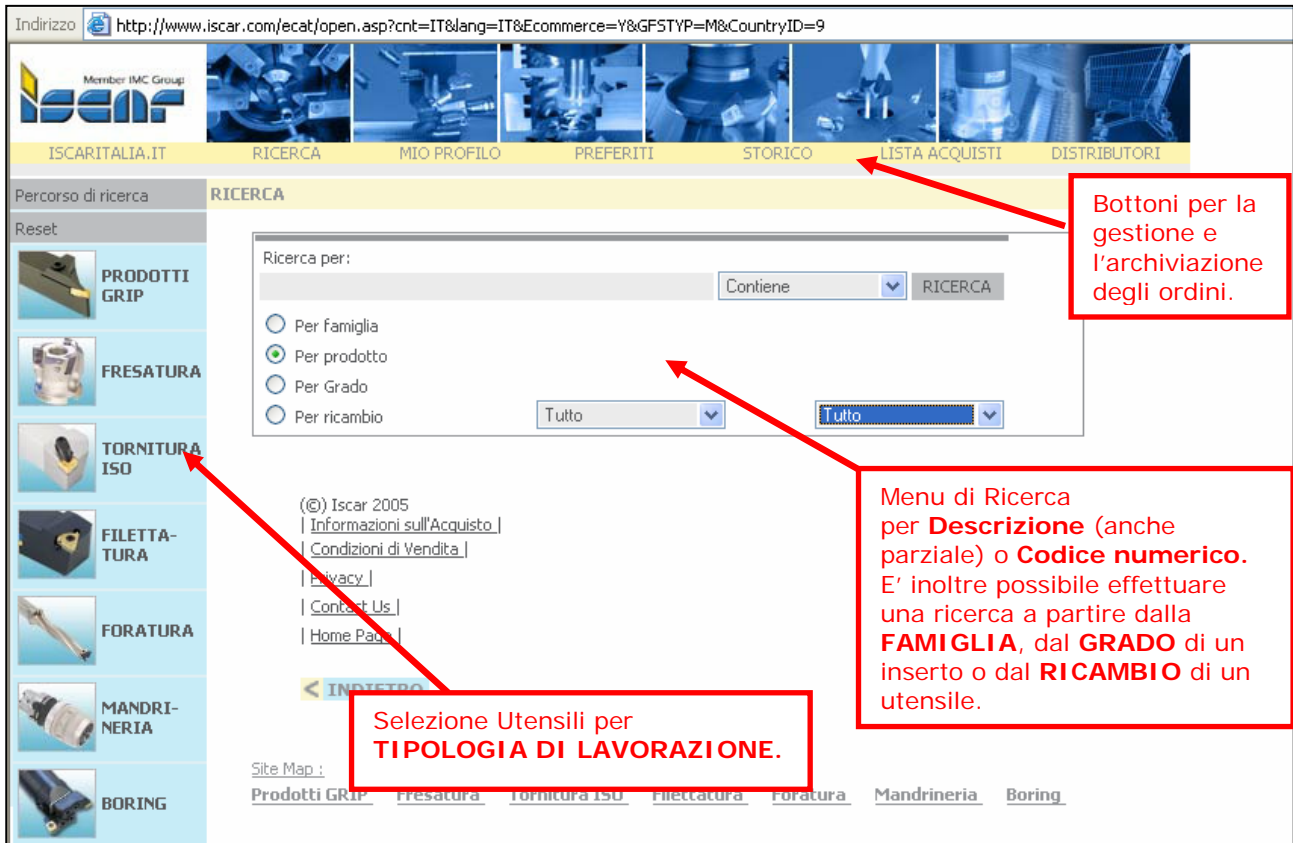 Indirizzo http://www.iscar.com/ecat/open.asp?cnt=IT&lang=IT&Ecommerce=Y&GFSTYP=M&CountryID=9
Member IMC Group
iscar
ISCARITALIA.IT RICERCA MIO PROFILO PREFERITI STORICO LISTA ACQUISTI DISTRIBUTORI
Percorso di ricerca
RICERCA
Reset
Bottoni per la
gestione e
l'archiviazione
degli ordini.
PRODOTTI
GRIP
FRESATURA
TORNITURA
ISO
FILETTA-
TURA
FORATURA
MANDRI-
NERIA
BORING
Ricerca per:
Contiene RICERCA
Per famiglia
Per prodotto
Per Grado
Per ricambio Tutto Tutto
Menu di Ricerca
per Descrizione (anche
parziale) o Codice numerico.
E' inoltre possibile effettuare
una ricerca a partire dalla
FAMIGLIA, dal GRADO di un
inserto o dal RICAMBIO di un
utensile.
(©) Iscar 2005
| Informazioni sull'Acquisto |
| Condizioni di Vendita |
| Privacy |
| Contact Us |
| Home Page |
< INDIETRO
Selezione Utensili per
TIPOLOGIA DI LAVORAZIONE.
Site Map :
Prodotti GRIP Fresatura Tornitura ISO Filettatura Foratura Mandrineria Boring